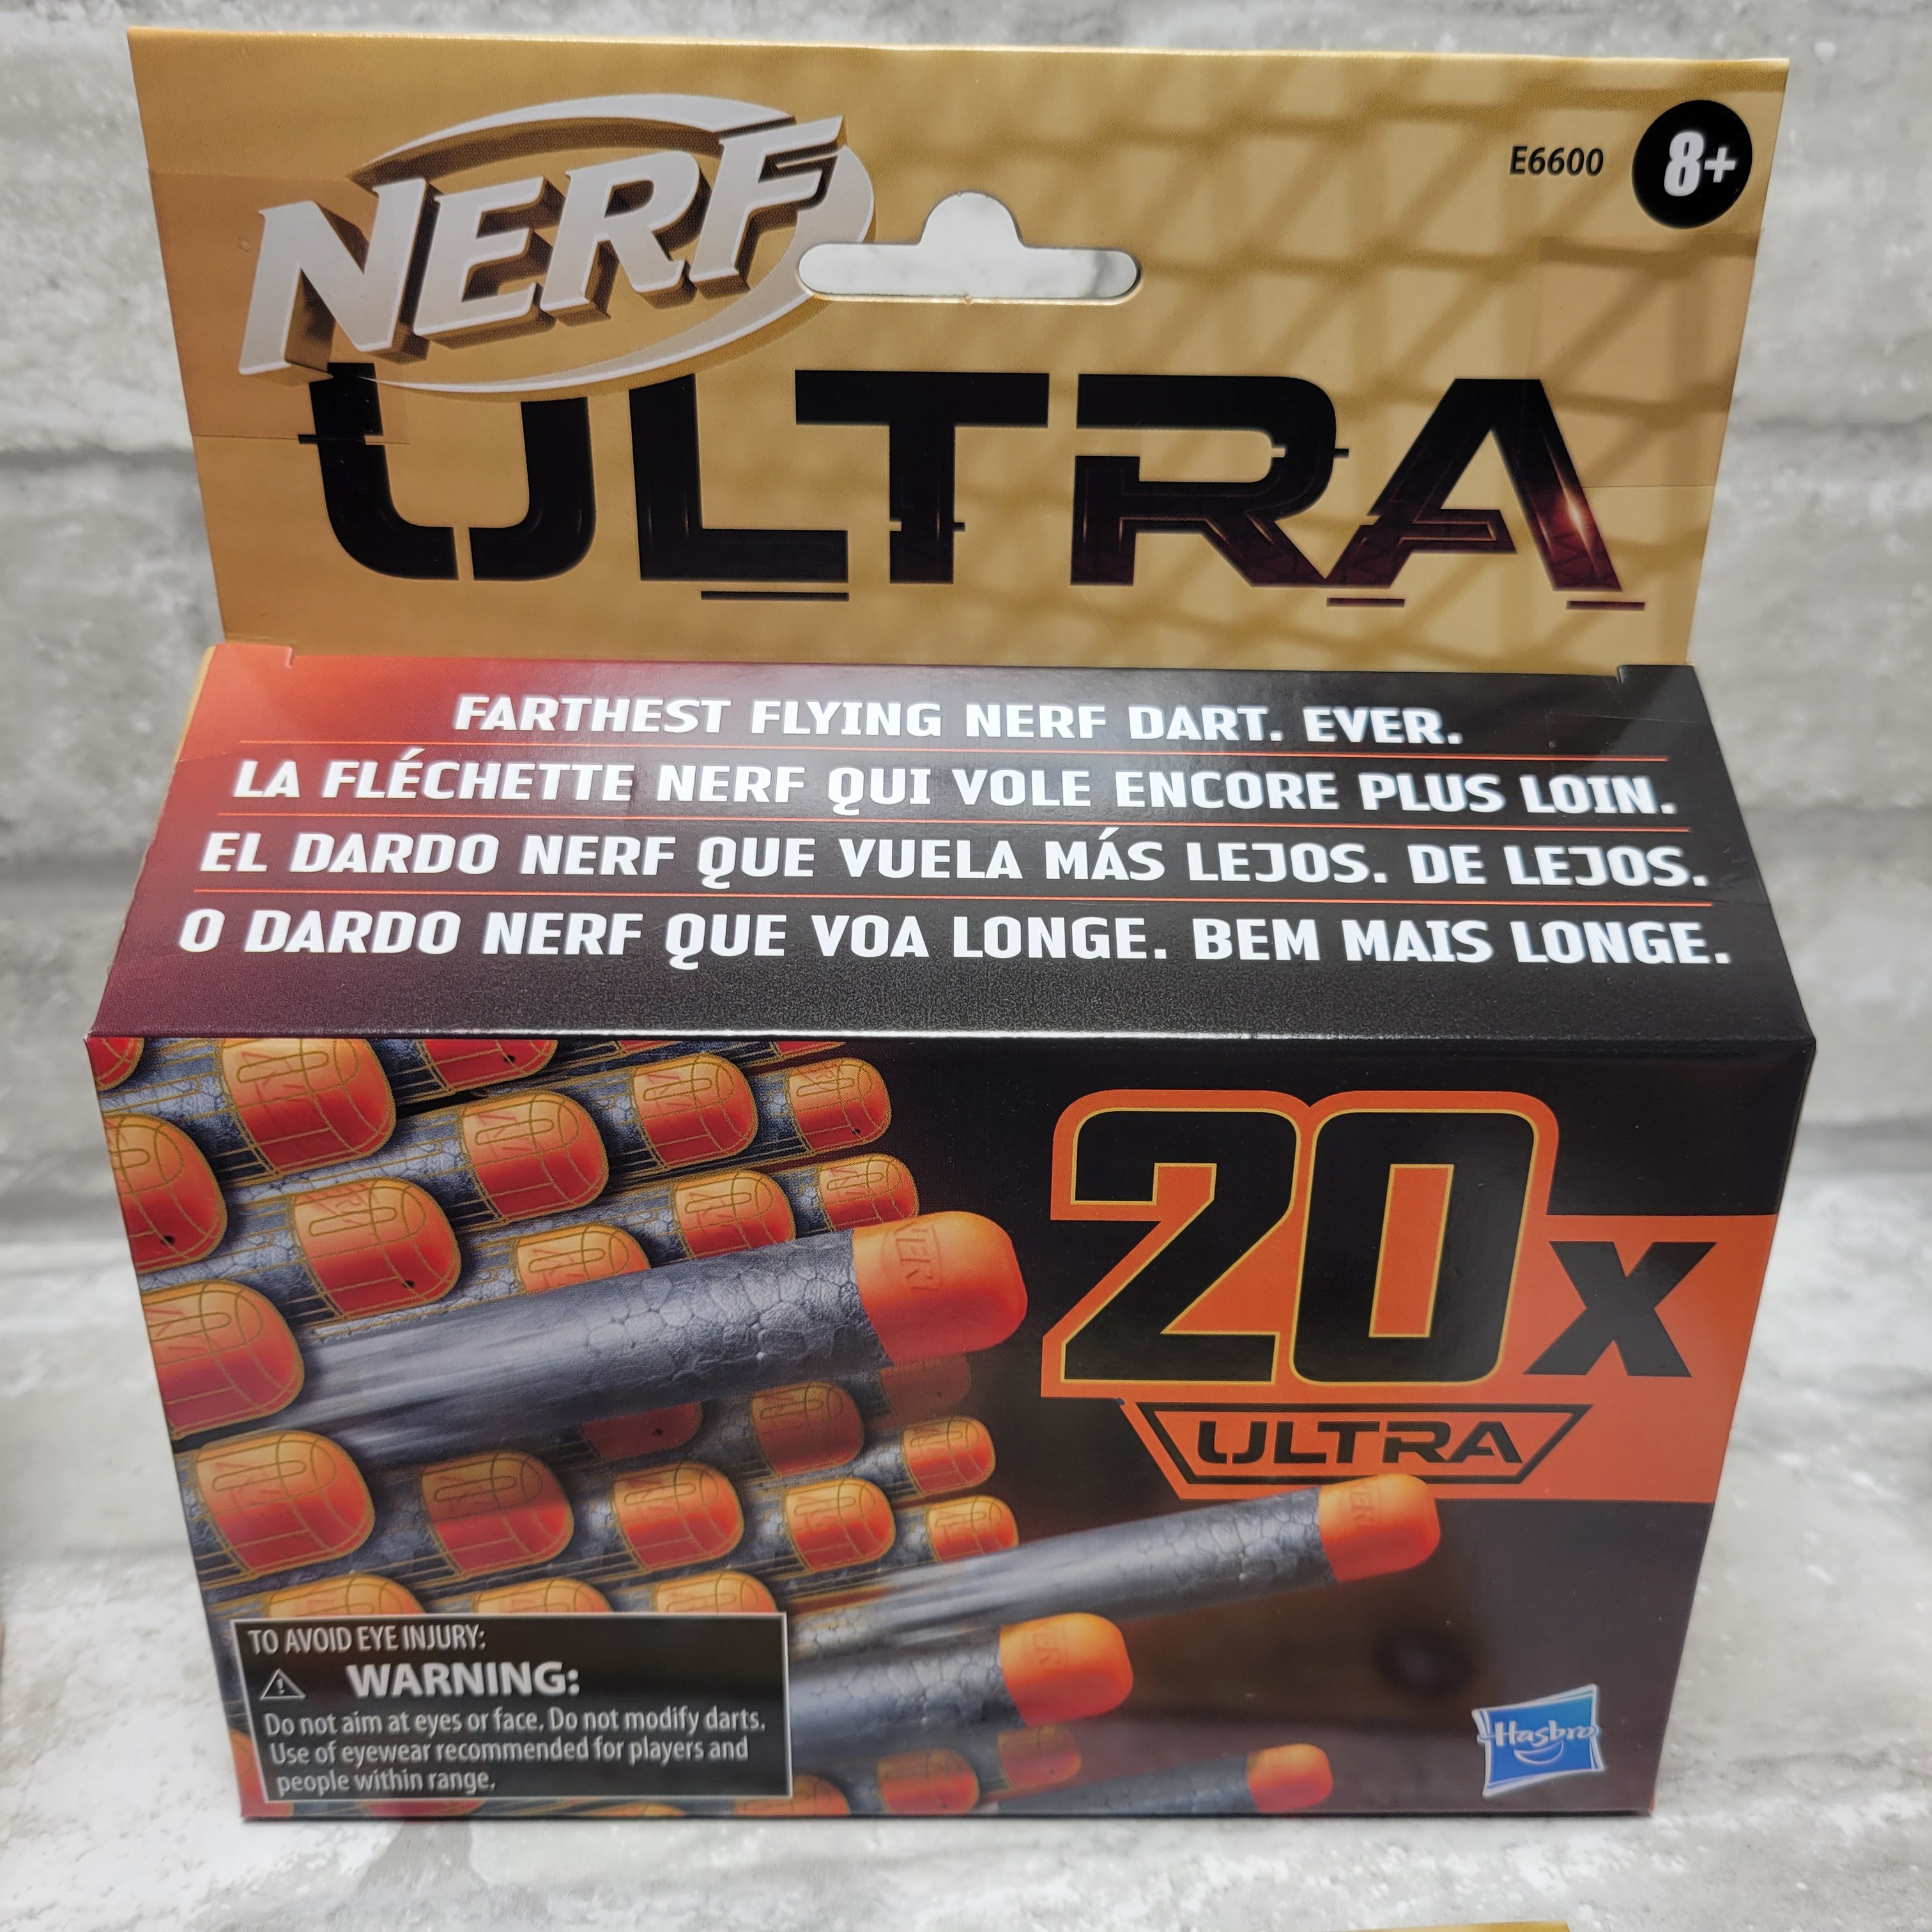 NERF
E6600
8+
ULTRA
FARTHEST FLYING NERF DART. EVER.
LA FLÉCHETTE NERF QUI VOLE ENCORE PLUS LOIN.
EL DARDO NERF QUE VUELA MÁS LEJOS. DE LEJOS.
O DARDO NERF QUE VOA LONGE. BEM MAIS LONGE.
20x
ULTRA
TO AVOID EYE INJURY:
WARNING:
Do not aim at eyes or face. Do not modify darts.
Use of eyewear recommended for players and
people within range.
Hasbro